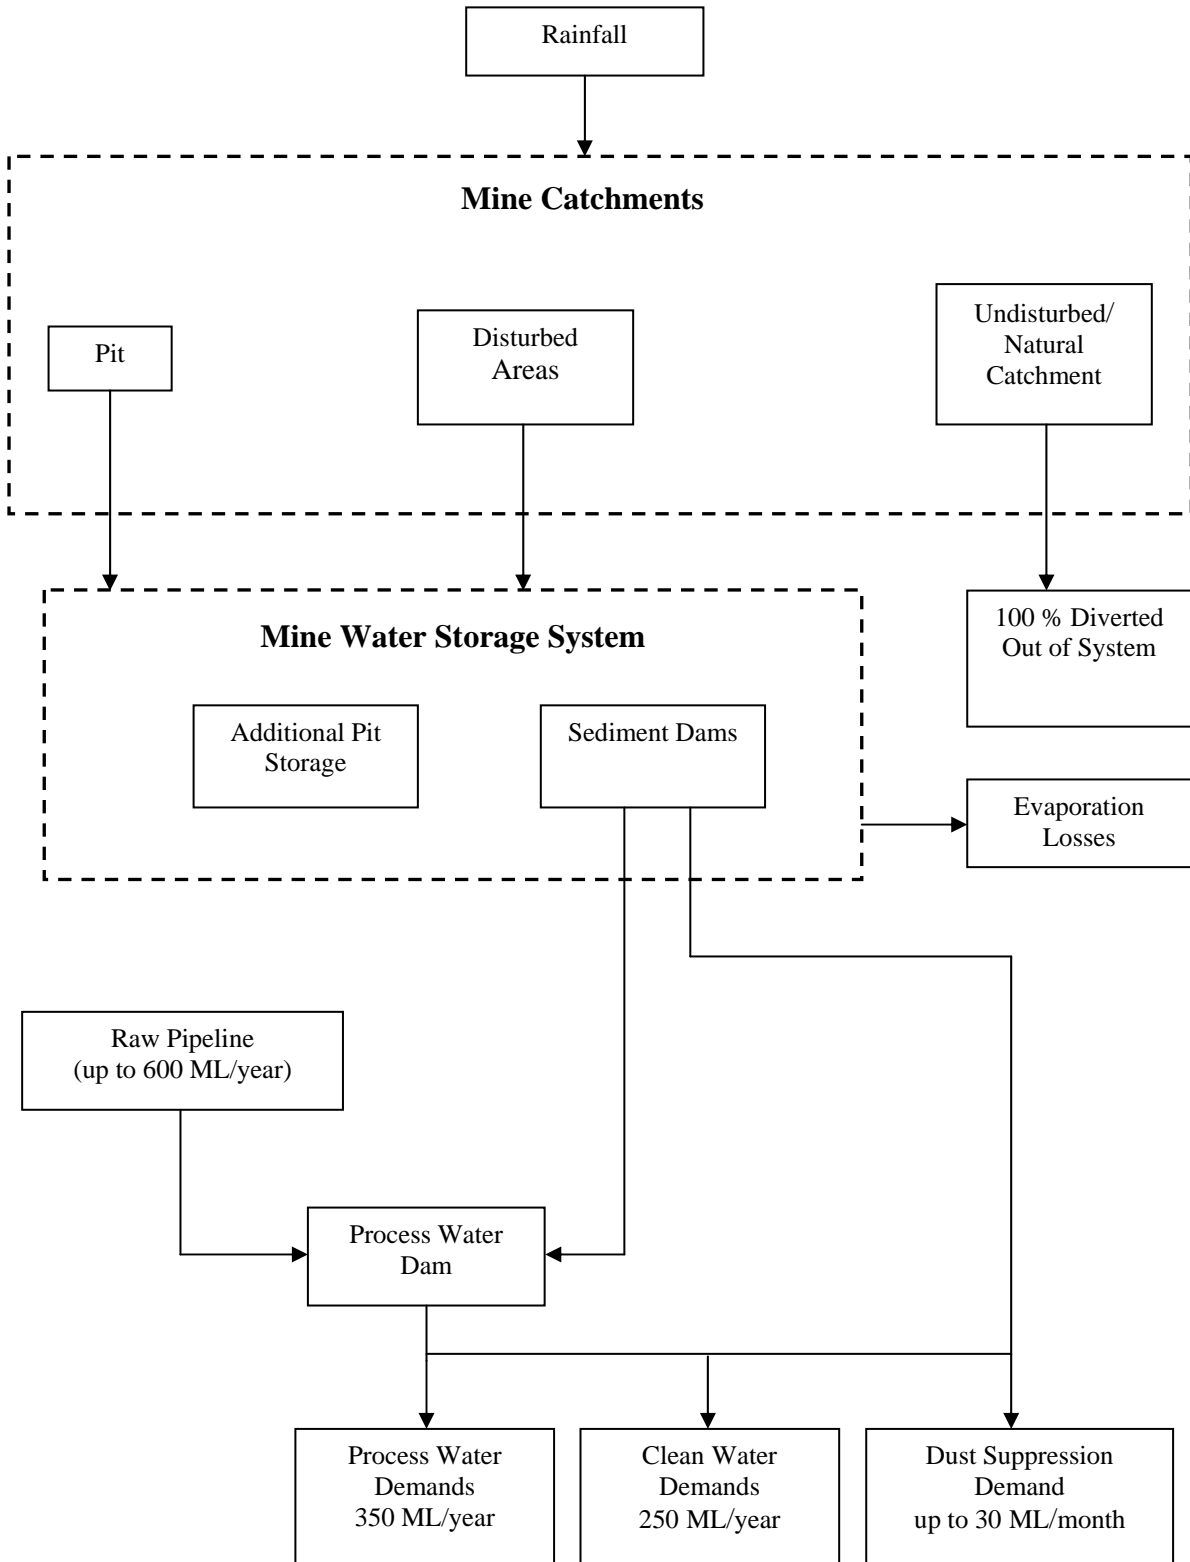 Rainfall
Mine Catchments
Pit
Disturbed
Areas
Undisturbed/
Natural
Catchment
Mine Water Storage System
100 % Diverted
Out of System
Additional Pit
Storage
Sediment Dams
Evaporation
Losses
Raw Pipeline
(up to 600 ML/year)
Process Water
Dam
Process Water
Demands
350 ML/year
Clean Water
Demands
250 ML/year
Dust Suppression
Demand
up to 30 ML/month